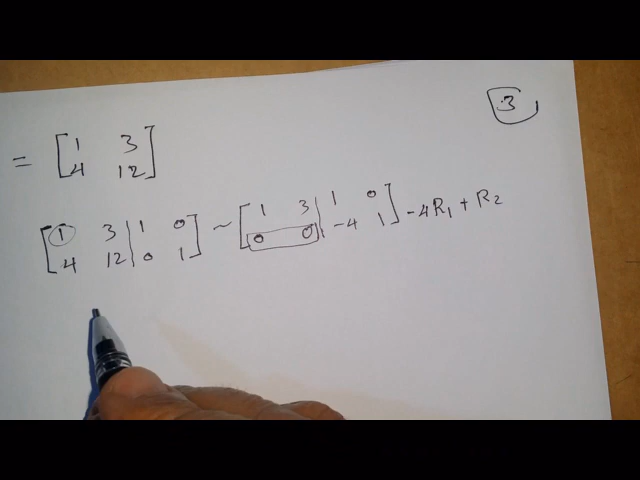 3
= [ 1 3
4 12 ]
[ 1 3 | 1 0
4 12 | 0 1 ] ~ [ 1 3 | 1 0
0 0 | -4 1 ] -4R₁ + R₂